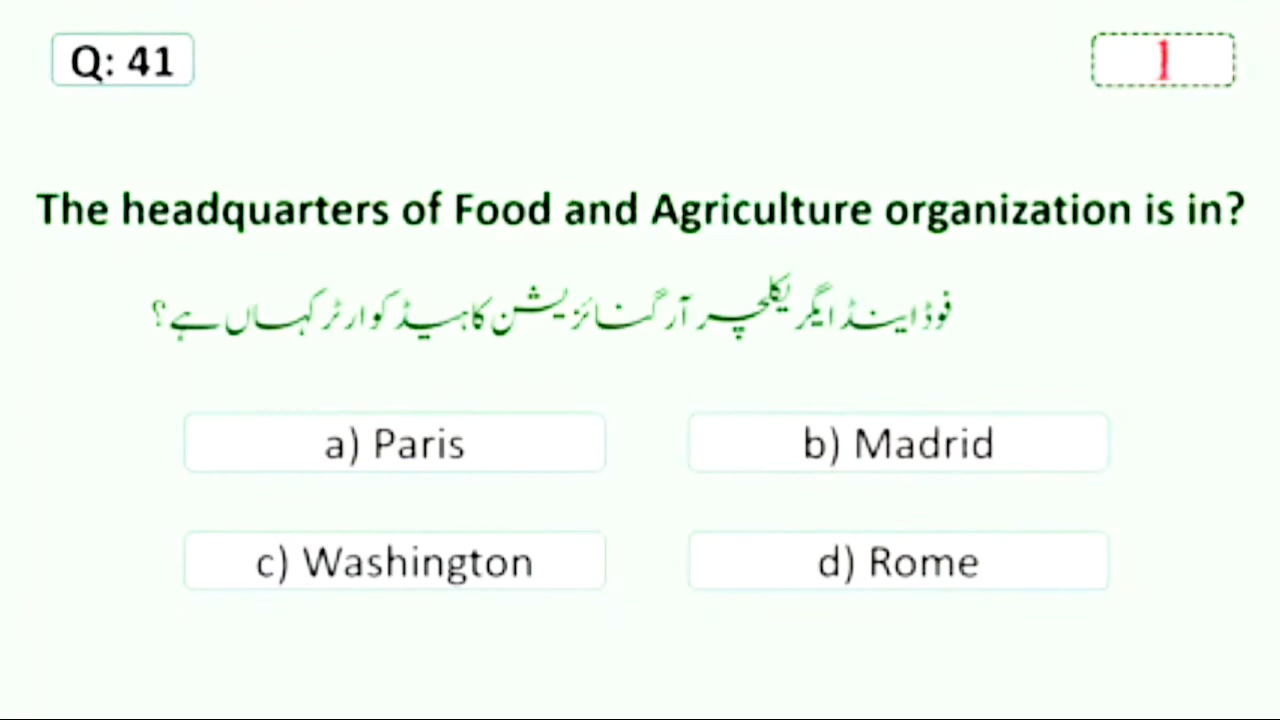 Q: 41
1
The headquarters of Food and Agriculture organization is in?
فوڈ اینڈ ایگریکلچر آرگنائزیشن کا ہیڈ کوارٹر کہاں ہے؟
a) Paris
b) Madrid
c) Washington
d) Rome